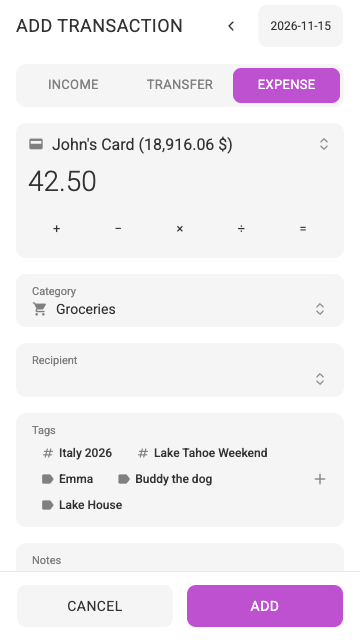 ADD TRANSACTION
2026-11-15
INCOME TRANSFER EXPENSE
John's Card (18,916.06 $)
42.50
+ − × ÷ =
Category
Groceries
Recipient
Tags
# Italy 2026 # Lake Tahoe Weekend
Emma Buddy the dog
+
Lake House
Notes
CANCEL ADD